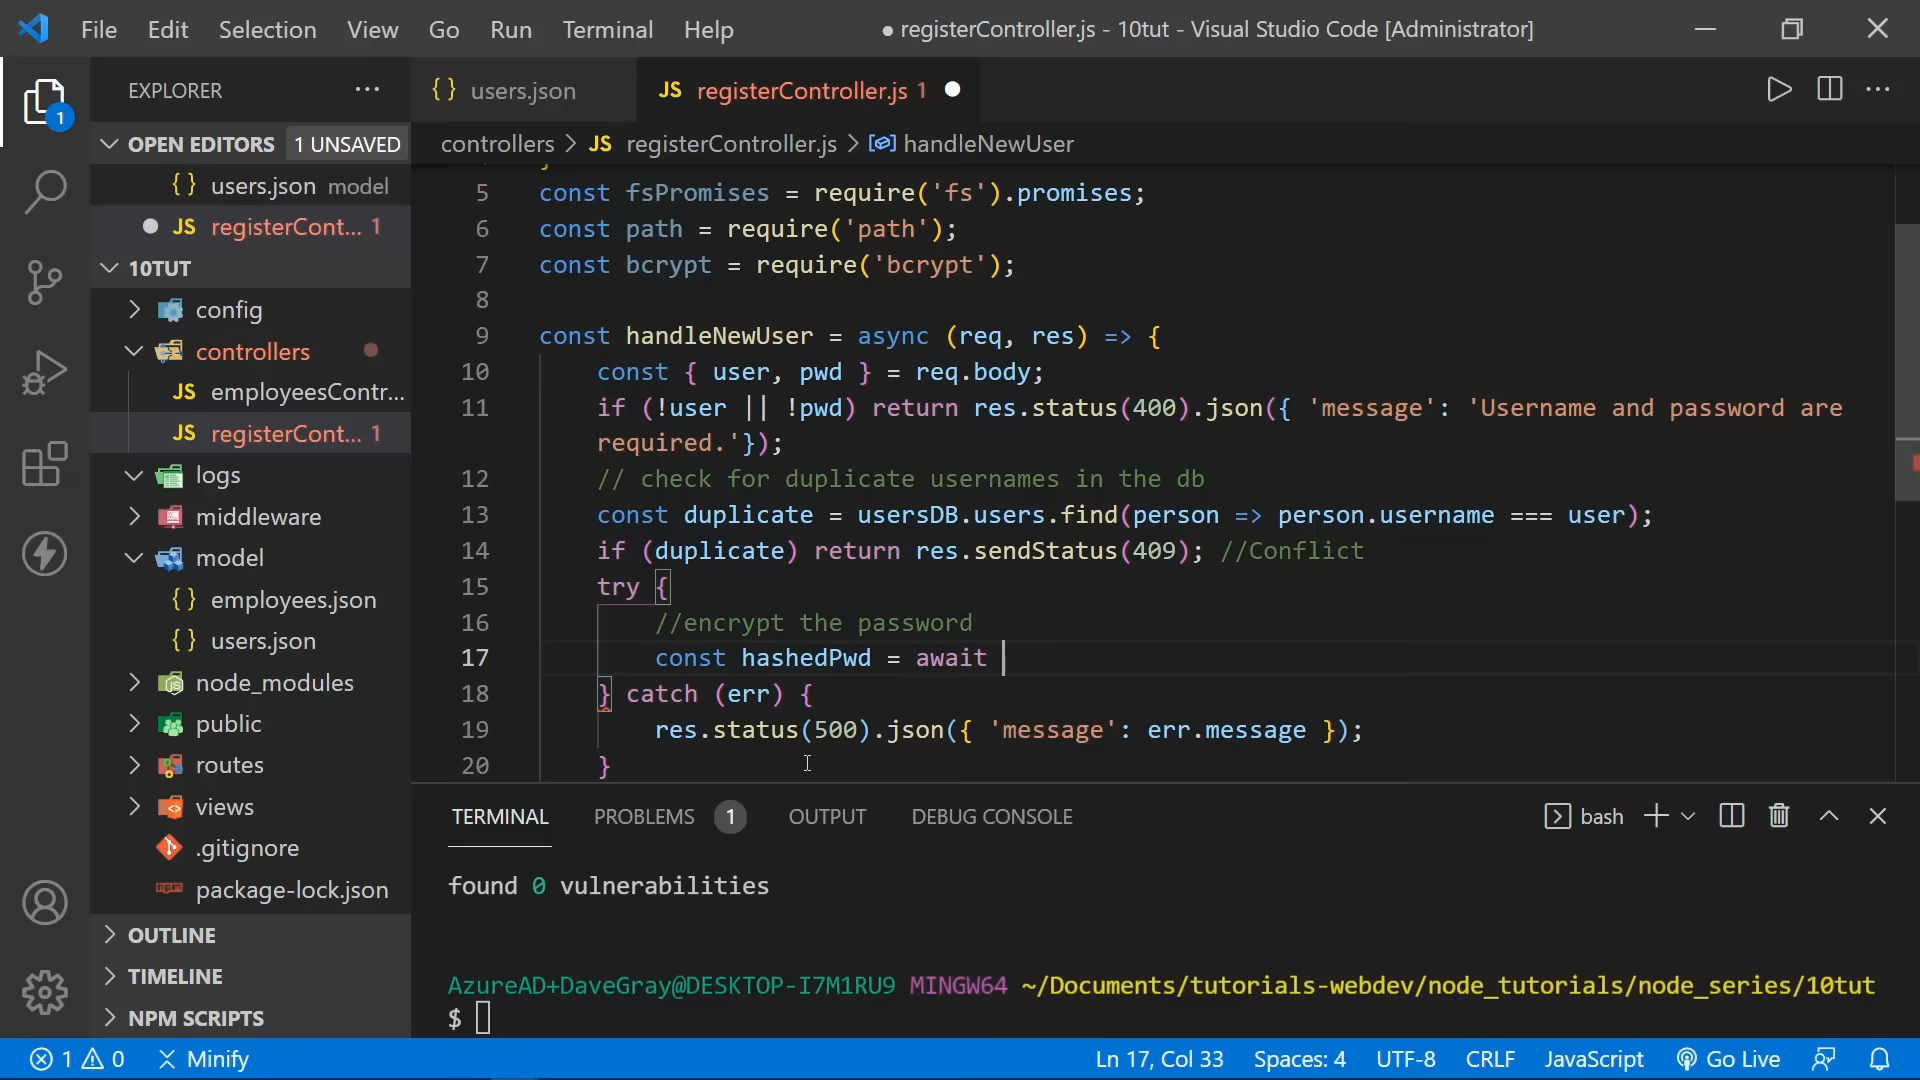 File Edit Selection View Go Run Terminal Help
● registerController.js - 10tut - Visual Studio Code [Administrator]
EXPLORER
1
OPEN EDITORS 1 UNSAVED
{} users.json model
● JS registerCont... 1
10TUT
config
controllers
JS employeesContr...
JS registerCont... 1
logs
middleware
model
{} employees.json
{} users.json
node_modules
public
routes
views
.gitignore
package-lock.json
OUTLINE
TIMELINE
NPM SCRIPTS
{} users.json
JS registerController.js 1 ●
controllers > JS registerController.js > handleNewUser
5 const fsPromises = require('fs').promises;
6 const path = require('path');
7 const bcrypt = require('bcrypt');
8
9 const handleNewUser = async (req, res) => {
10 const { user, pwd } = req.body;
11 if (!user || !pwd) return res.status(400).json({ 'message': 'Username and password are
required.'});
12 // check for duplicate usernames in the db
13 const duplicate = usersDB.users.find(person => person.username === user);
14 if (duplicate) return res.sendStatus(409); //Conflict
15 try {
16 //encrypt the password
17 const hashedPwd = await
18 } catch (err) {
19 res.status(500).json({ 'message': err.message });
20 }
TERMINAL PROBLEMS 1 OUTPUT DEBUG CONSOLE
bash
found 0 vulnerabilities
AzureAD+DaveGray@DESKTOP-I7M1RU9 MINGW64 ~/Documents/tutorials-webdev/node_tutorials/node_series/10tut
$
1 0 Minify
Ln 17, Col 33 Spaces: 4 UTF-8 CRLF JavaScript Go Live